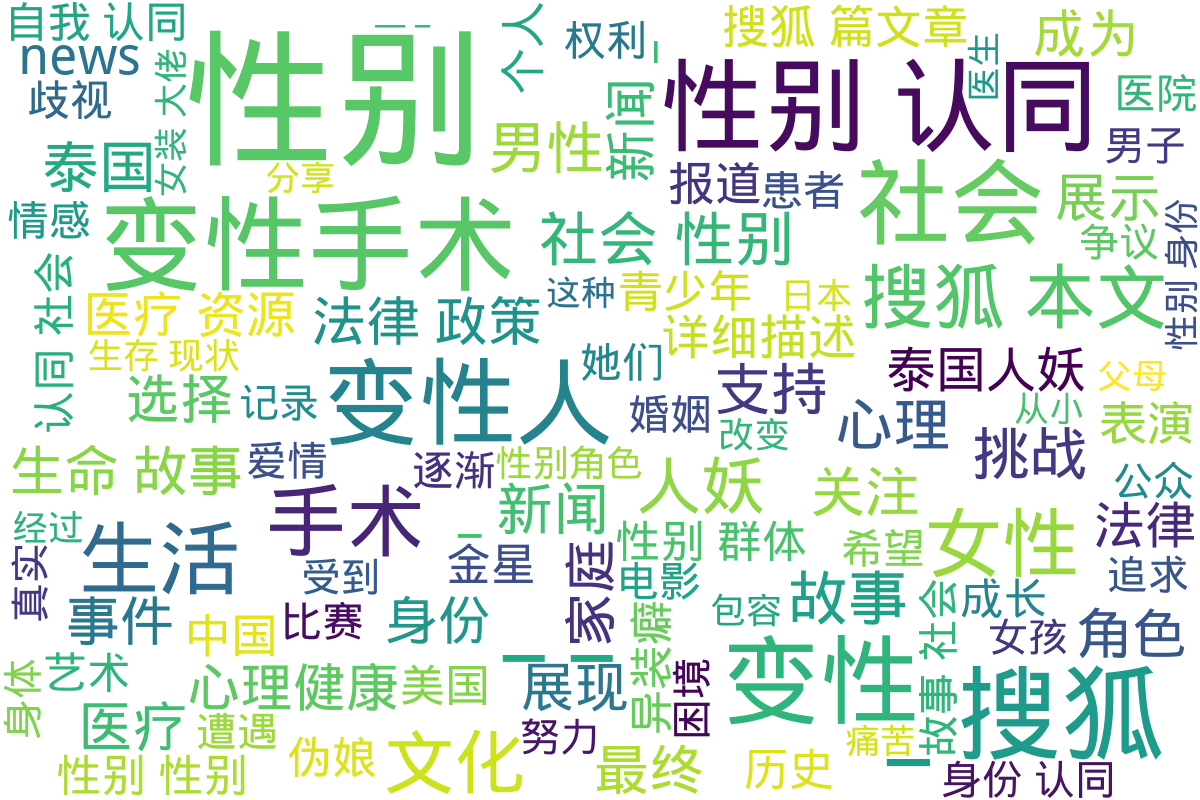 自我 认同
news
歧视
女装 大佬
性别
个人
权利
搜狐 篇文章
医生
成为
医院
性别 认同
新闻
男性
男子
泰国
分享
报道
患者
社会
展示
情感
变性手术
社会 性别
争议
性别 身份
认同 社会
医疗 资源
法律 政策
这种
青少年
日本
搜狐 本文
生存 现状
详细描述
变性人
她们
泰国人妖
父母
选择
记录
支持
婚姻
改变
心理
从小
表演
挑战
生命 故事
爱情
逐渐
性别角色
人妖
关注
公众
手术
新闻
女性
法律
经过
生活
真实
受到
金星
家庭
性别 群体
希望
电影
故事
追求
事件
中国
比赛
身份
包容
故事 社会
成长
女孩
角色
身体
艺术
心理健康
美国
展现
异装癖
困境
变性
搜狐
医疗
遭遇
伪娘
文化
努力
最终
历史
痛苦
性别 性别
身份 认同